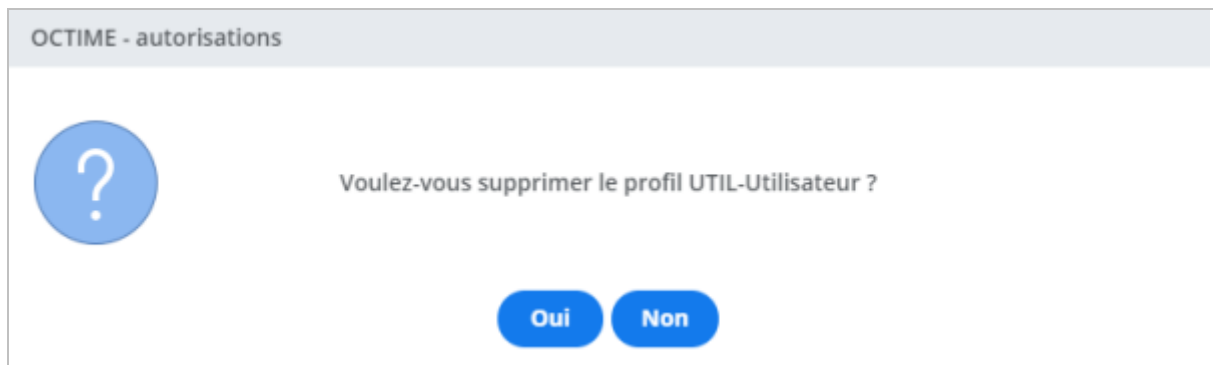 OCTIME - autorisations
?
Voulez-vous supprimer le profil UTIL-Utilisateur ?
Oui
Non